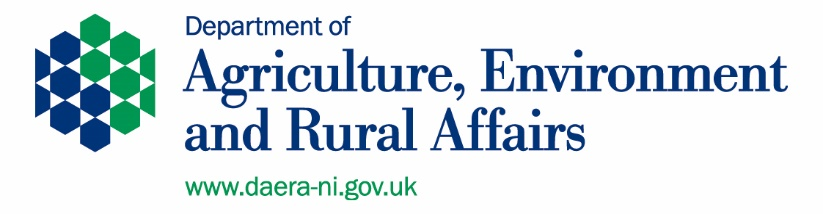 Department of
Agriculture, Environment
and Rural Affairs
www.daera-ni.gov.uk